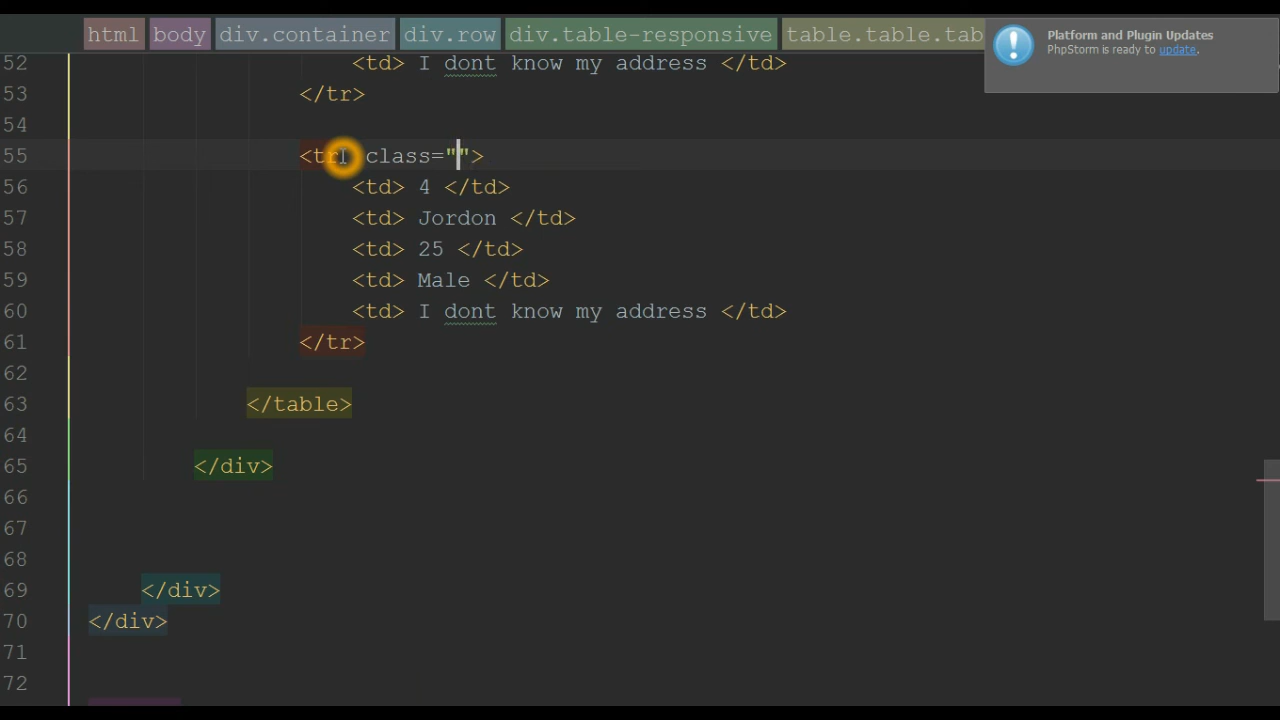 html body div.container div.row div.table-responsive table.table.tab
Platform and Plugin Updates
PhpStorm is ready to update.
52 <td> I dont know my address </td>
53 </tr>
54
55 <tr class="">
56 <td> 4 </td>
57 <td> Jordon </td>
58 <td> 25 </td>
59 <td> Male </td>
60 <td> I dont know my address </td>
61 </tr>
62
63 </table>
64
65 </div>
66
67
68
69 </div>
70 </div>
71
72